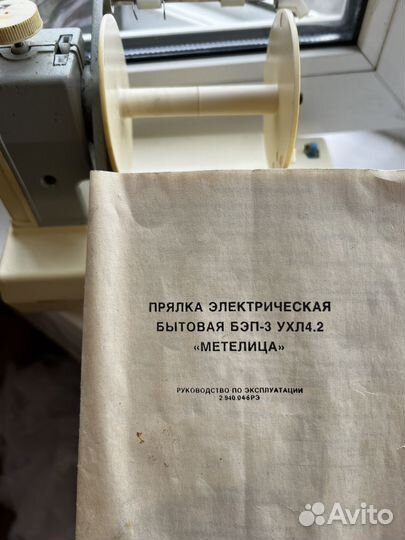 ПРЯЛКА ЭЛЕКТРИЧЕСКАЯ
БЫТОВАЯ БЭП-3 УХЛ4.2
«МЕТЕЛИЦА»
РУКОВОДСТВО ПО ЭКСПЛУАТАЦИИ
2.940.046РЭ
Avito